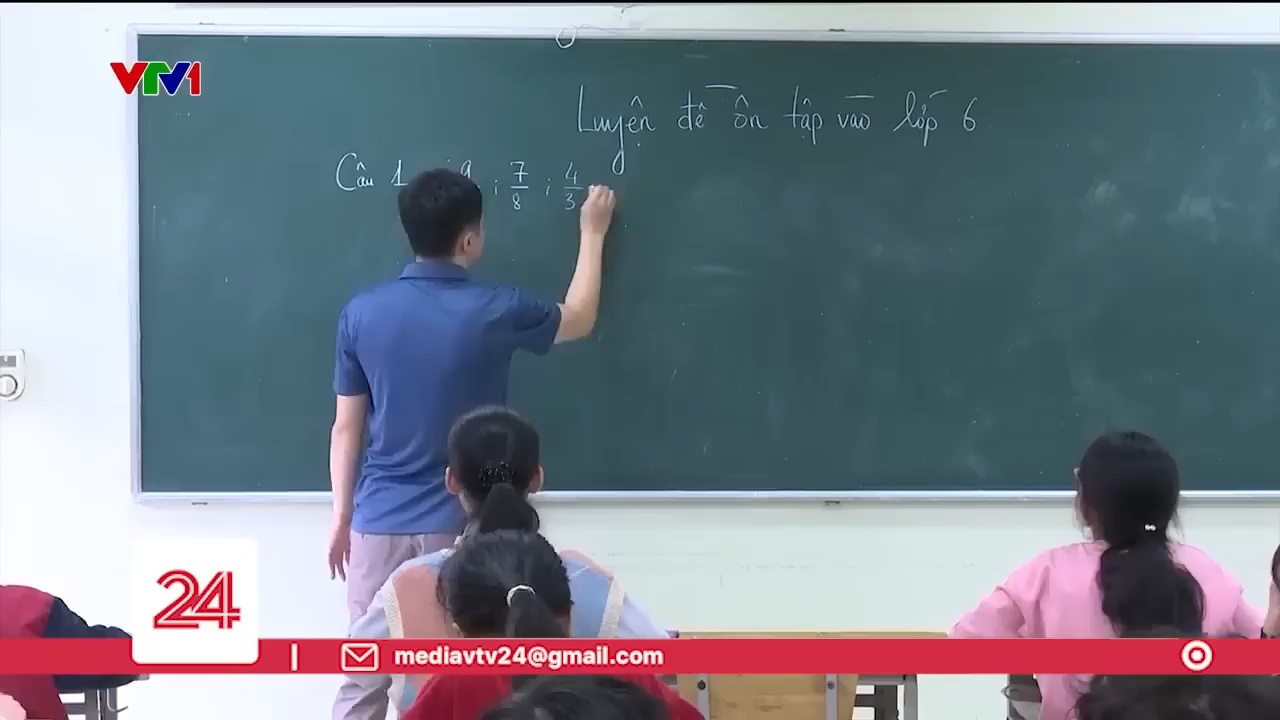 VTV1
Luyện đề ôn tập vào lớp 6
Câu 1
; 7/8 ; 4/3
24
mediavtv24@gmail.com